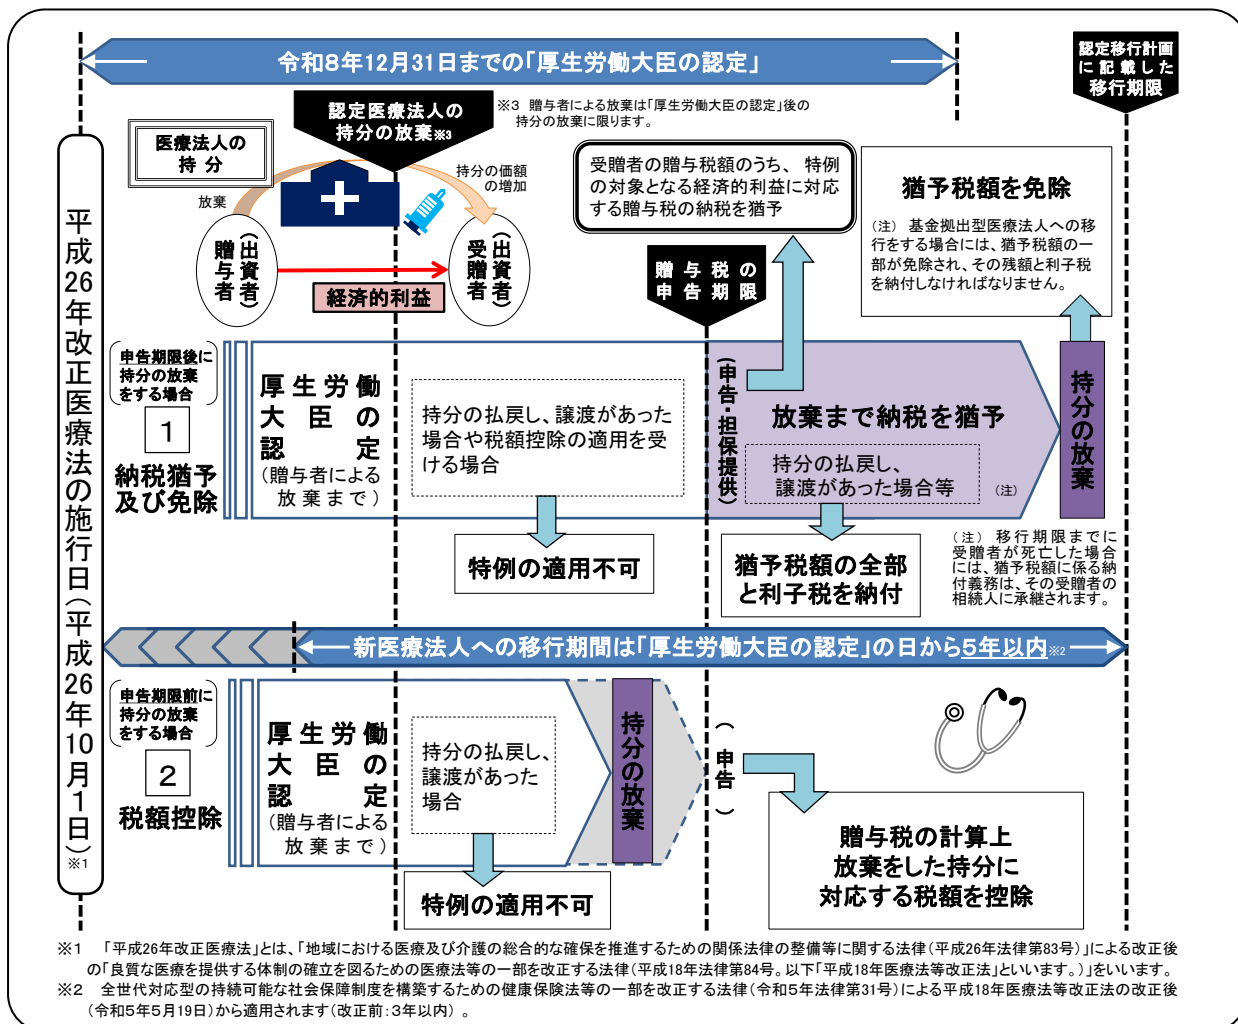 令和8年12月31日までの「厚生労働大臣の認定」
認定移行計画
に記載した
移行期限
認定医療法人の
持分の放棄※3
※3 贈与者による放棄は「厚生労働大臣の認定」後の
持分の放棄に限ります。
医療法人の
持 分
放棄
持分の価額
の増加
贈与者
(出資者)
受贈者
(出資者)
経済的利益
受贈者の贈与税額のうち、特例
の対象となる経済的利益に対応
する贈与税の納税を猶予
猶予税額を免除
(注) 基金拠出型医療法人への移
行をする場合には、猶予税額の一
部が免除され、その残額と利子税
を納付しなければなりません。
贈与税の
申告期限
平成26年改正医療法の施行日(平成26年10月1日)※1
申告期限後に
持分の放棄
をする場合
1
納税猶予
及び免除
厚生労働
大臣の
認定
(贈与者による
放棄まで)
持分の払戻し、譲渡があった
場合や税額控除の適用を受
ける場合
特例の適用不可
(申告・担保提供)
放棄まで納税を猶予
持分の払戻し、
譲渡があった場合等
(注)
持分の放棄
猶予税額の全部
と利子税を納付
(注) 移行期限までに
受贈者が死亡した場合
には、猶予税額に係る納
付義務は、その受贈者の
相続人に承継されます。
新医療法人への移行期間は「厚生労働大臣の認定」の日から5年以内※2
申告期限前に
持分の放棄
をする場合
2
税額控除
厚生労働
大臣の
認定
(贈与者による
放棄まで)
持分の払戻し、
譲渡があった
場合
特例の適用不可
持分の放棄
(申告)
贈与税の計算上
放棄をした持分に
対応する税額を控除
※1 「平成26年改正医療法」とは、「地域における医療及び介護の総合的な確保を推進するための関係法律の整備等に関する法律(平成26年法律第83号)」による改正後
の「良質な医療を提供する体制の確立を図るための医療法等の一部を改正する法律(平成18年法律第84号。以下「平成18年医療法等改正法」といいます。)」をいいます。
※2 全世代対応型の持続可能な社会保障制度を構築するための健康保険法等の一部を改正する法律(令和5年法律第31号)による平成18年医療法等改正法の改正後
(令和5年5月19日)から適用されます(改正前:3年以内) 。